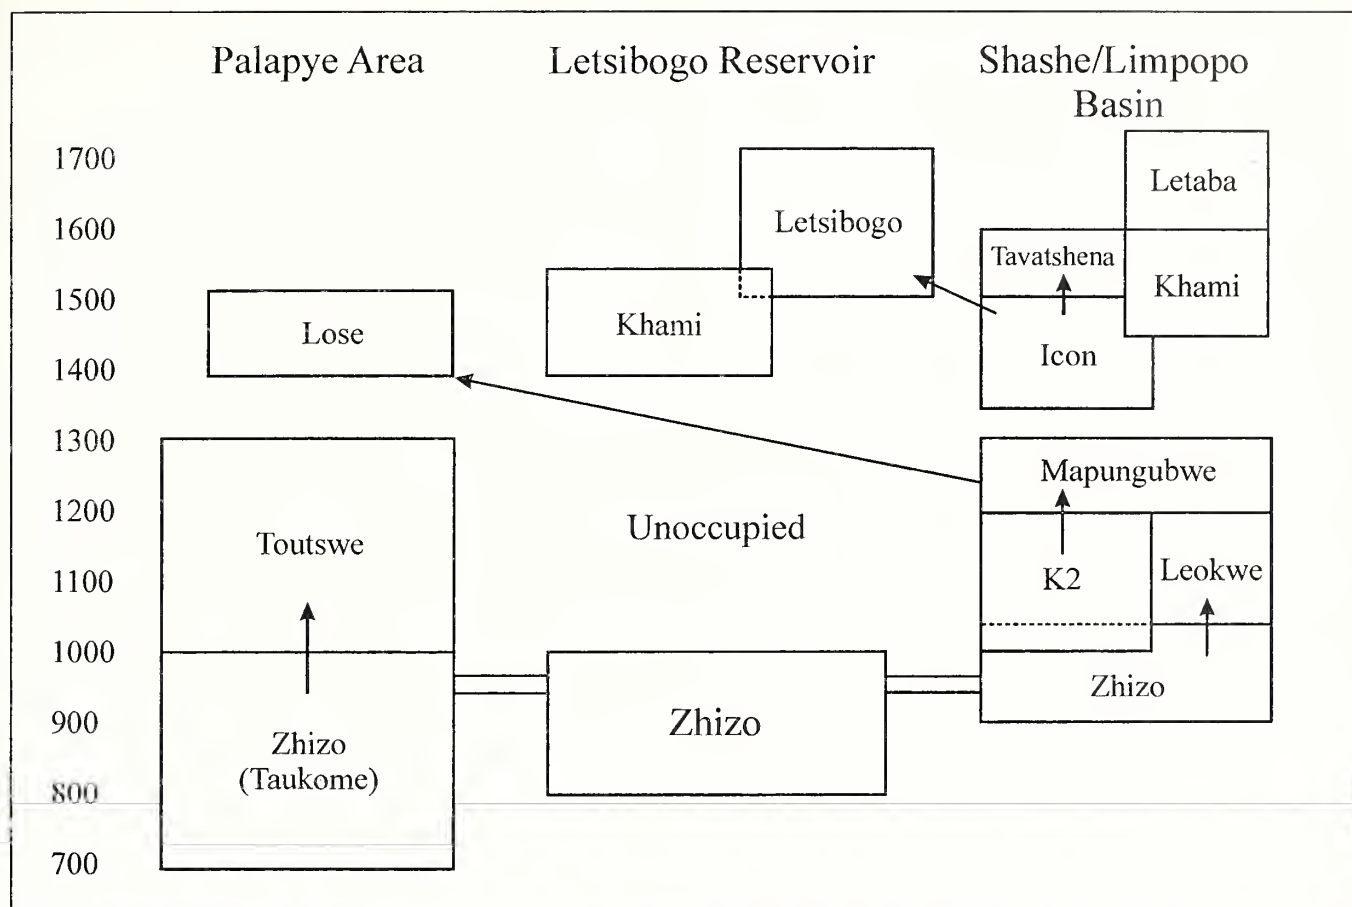 Palapye Area
Letsibogo Reservoir
Shashe/Limpopo
Basin
1700
1600
1500
1400
1300
1200
1100
1000
900
800
700
Lose
Toutswe
Zhizo
(Taukome)
Letsibogo
Khami
Unoccupied
Zhizo
Letaba
Tavatshena
Khami
Icon
Mapungubwe
K2
Leokwe
Zhizo